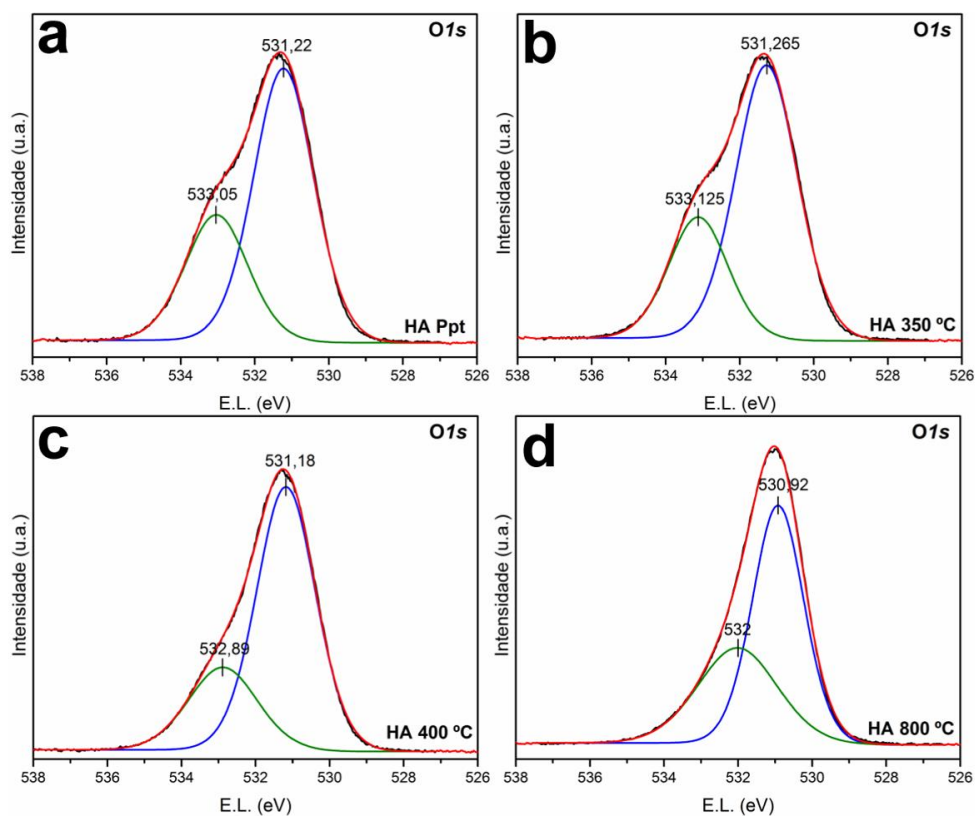 a
O1s
531,22
533,05
Intensidade (u.a.)
HA Ppt
538 536 534 532 530 528 526
E.L. (eV)
b
O1s
531,265
533,125
Intensidade (u.a.)
HA 350 ºC
538 536 534 532 530 528 526
E.L. (eV)
c
O1s
531,18
532,89
Intensidade (u.a.)
HA 400 ºC
538 536 534 532 530 528 526
E.L. (eV)
d
O1s
530,92
532
Intensidade (u.a.)
HA 800 ºC
538 536 534 532 530 528 526
E.L. (eV)